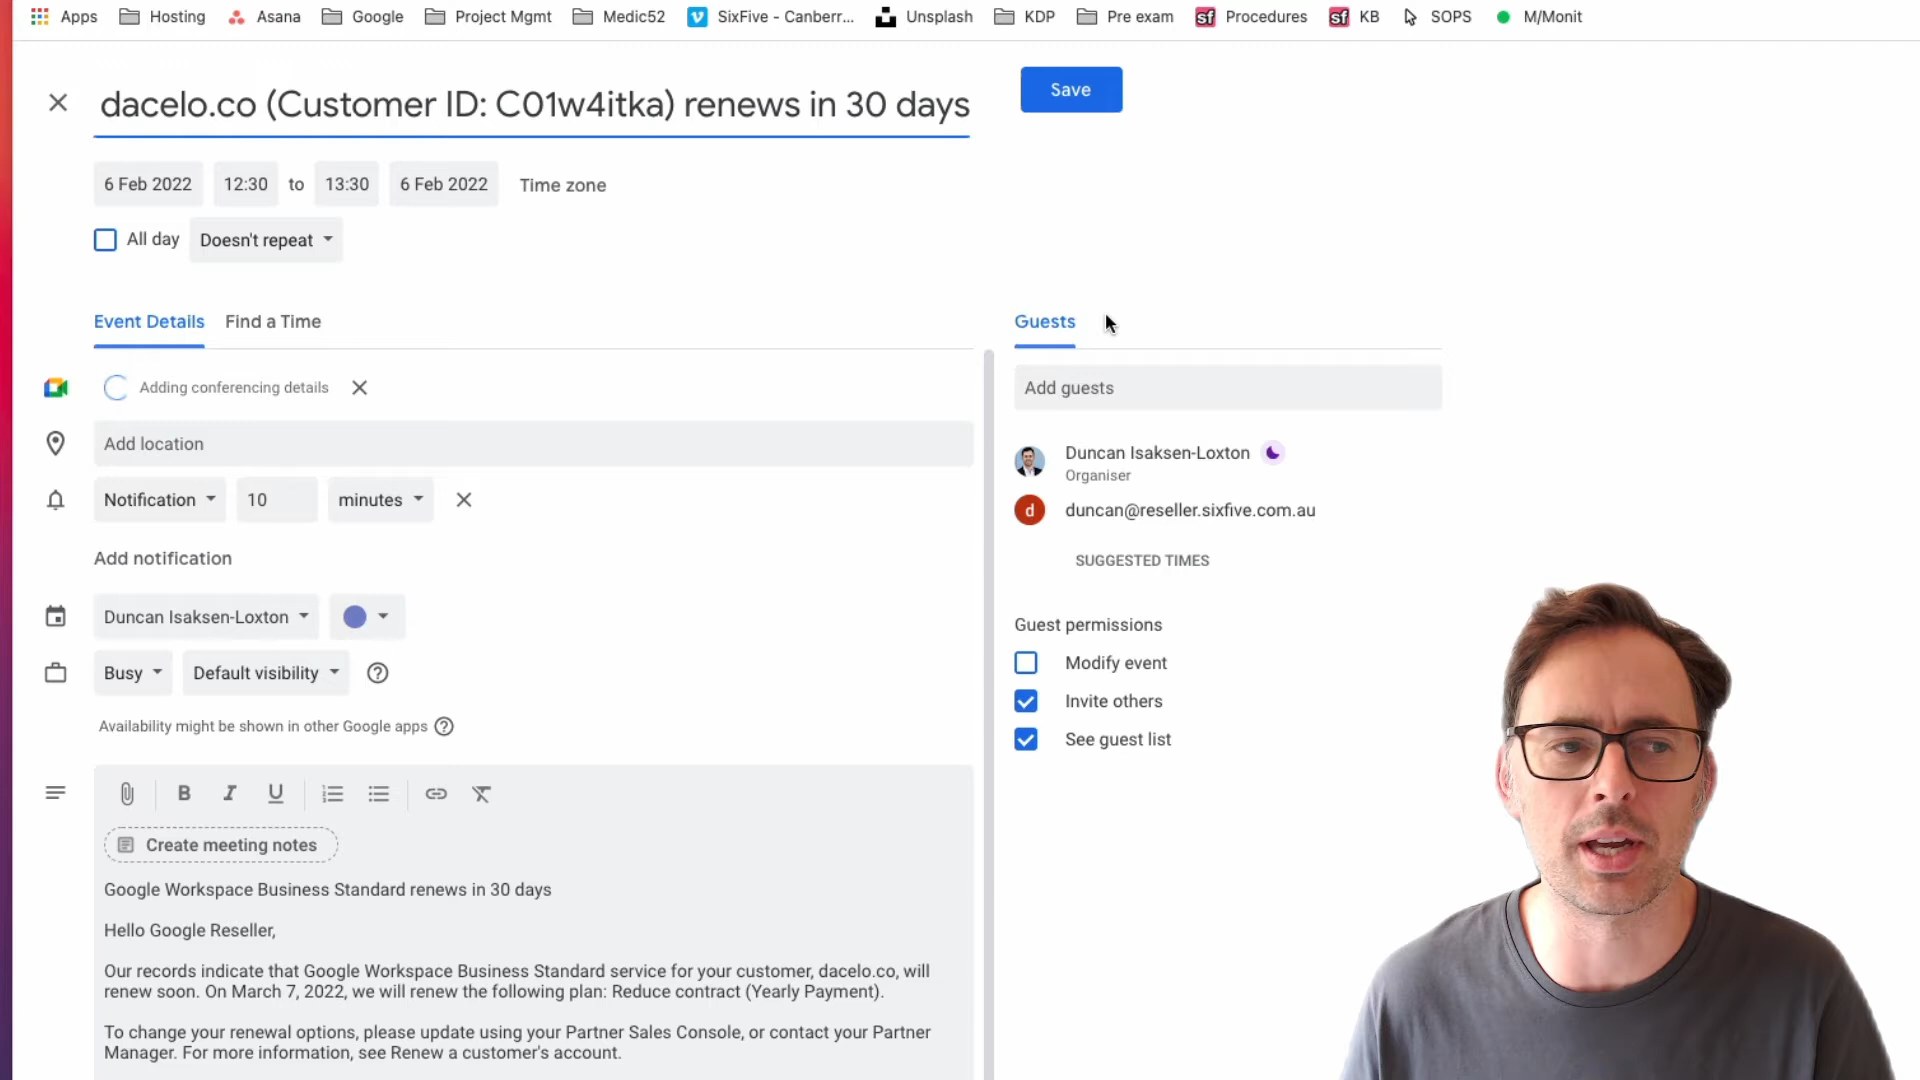 Apps Hosting Asana Google Project Mgmt Medic52 SixFive - Canberr... Unsplash KDP Pre exam sf Procedures sf KB SOPS M/Monit
dacelo.co (Customer ID: C01w4itka) renews in 30 days
Save
6 Feb 2022 12:30 to 13:30 6 Feb 2022 Time zone
All day Doesn't repeat
Event Details Find a Time
Guests
Adding conferencing details
Add guests
Add location
Duncan Isaksen-Loxton
Organiser
Notification 10 minutes
d duncan@reseller.sixfive.com.au
Add notification
SUGGESTED TIMES
Duncan Isaksen-Loxton
Guest permissions
Busy Default visibility
Modify event
Invite others
Availability might be shown in other Google apps
See guest list
B I U
Create meeting notes
Google Workspace Business Standard renews in 30 days
Hello Google Reseller,
Our records indicate that Google Workspace Business Standard service for your customer, dacelo.co, will
renew soon. On March 7, 2022, we will renew the following plan: Reduce contract (Yearly Payment).
To change your renewal options, please update using your Partner Sales Console, or contact your Partner
Manager. For more information, see Renew a customer's account.